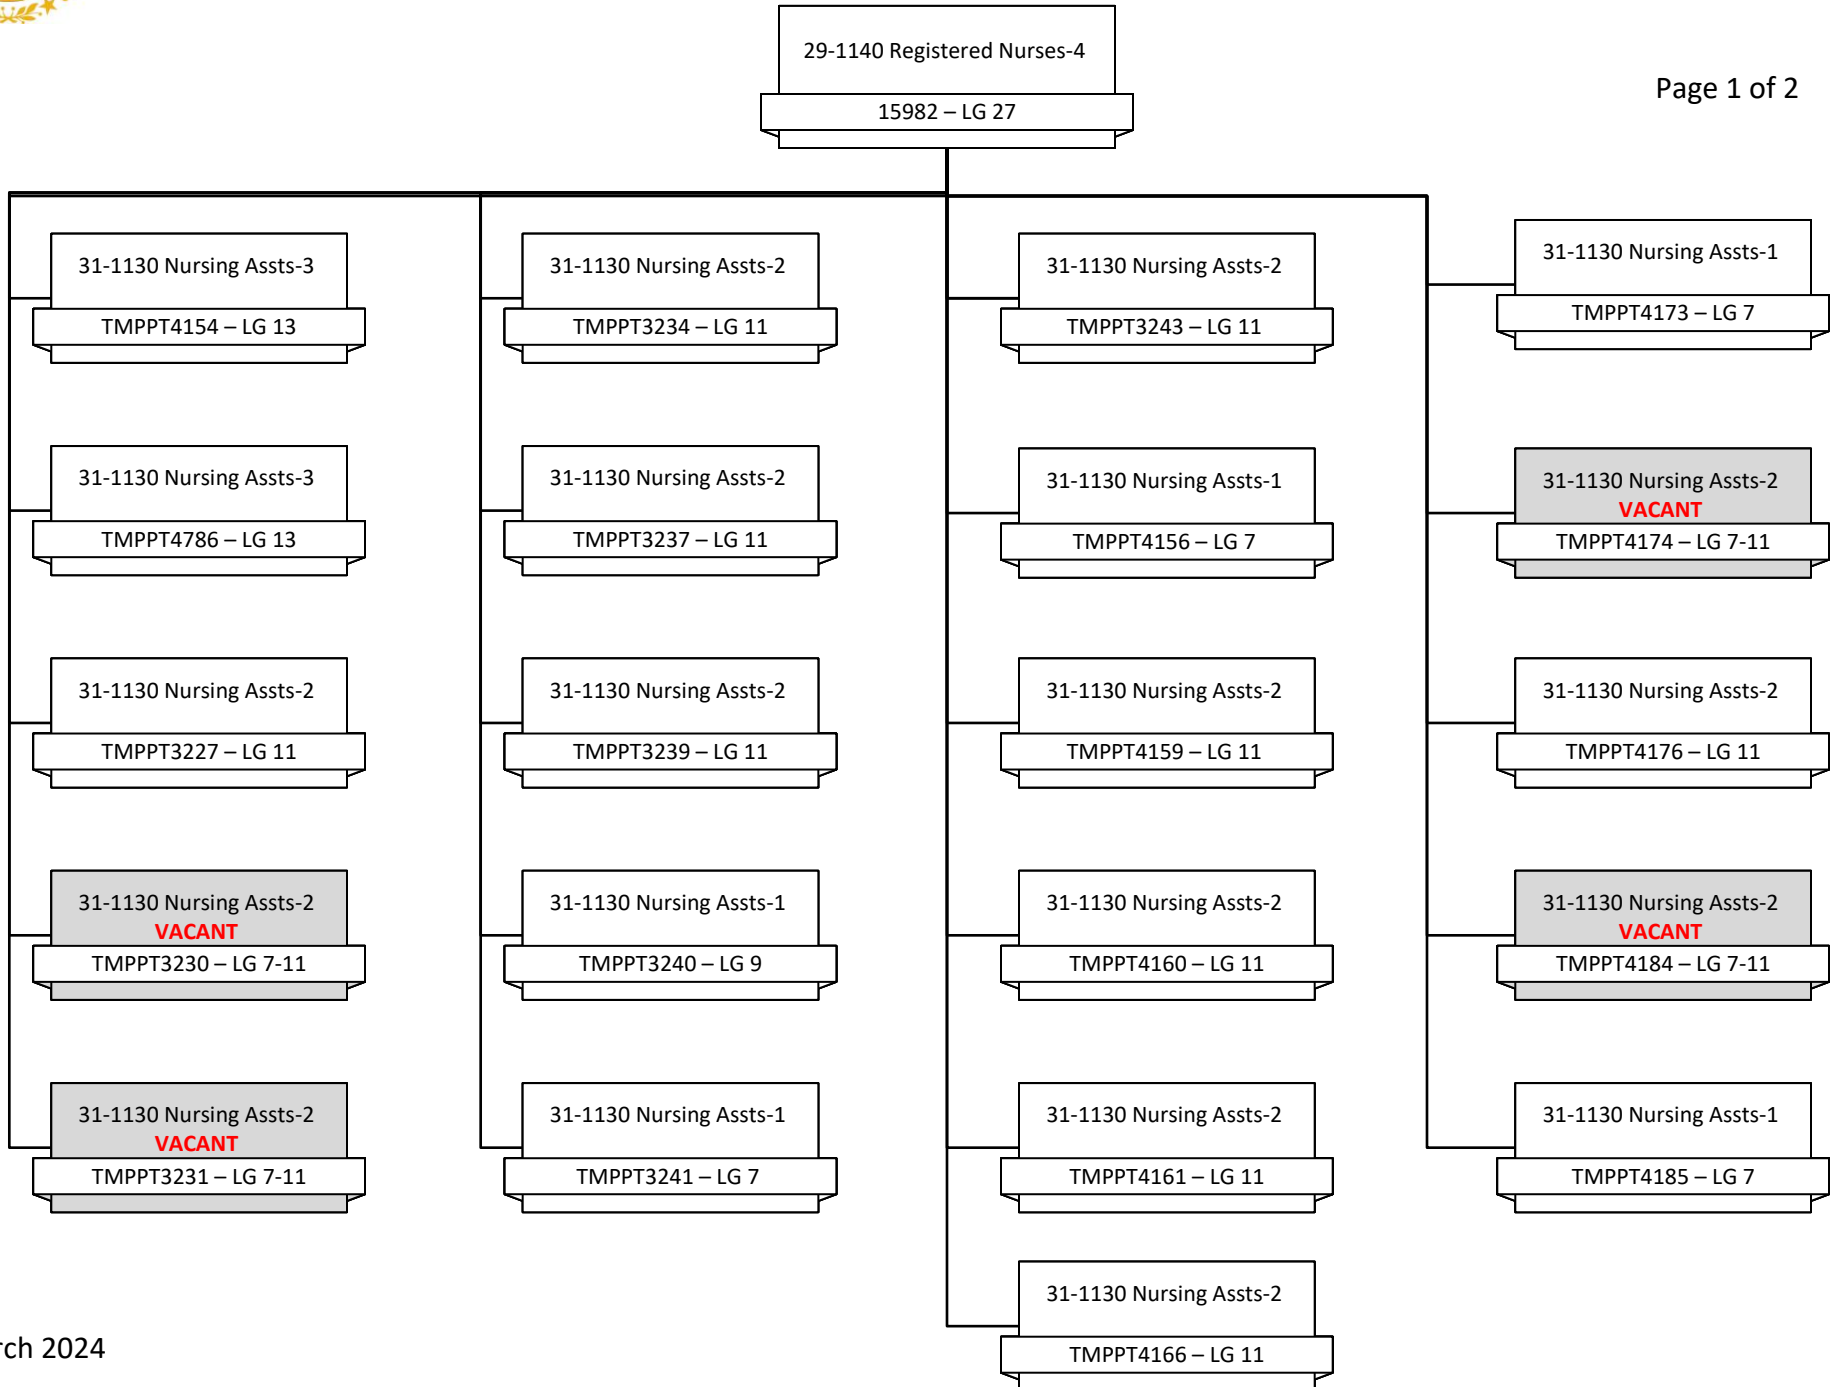 29-1140 Registered Nurses-4
15982 – LG 27
Page 1 of 2
31-1130 Nursing Assts-3
TMPPT4154 – LG 13
31-1130 Nursing Assts-3
TMPPT4786 – LG 13
31-1130 Nursing Assts-2
TMPPT3227 – LG 11
31-1130 Nursing Assts-2
VACANT
TMPPT3230 – LG 7-11
31-1130 Nursing Assts-2
VACANT
TMPPT3231 – LG 7-11
31-1130 Nursing Assts-2
TMPPT3234 – LG 11
31-1130 Nursing Assts-2
TMPPT3237 – LG 11
31-1130 Nursing Assts-2
TMPPT3239 – LG 11
31-1130 Nursing Assts-1
TMPPT3240 – LG 9
31-1130 Nursing Assts-1
TMPPT3241 – LG 7
31-1130 Nursing Assts-2
TMPPT3243 – LG 11
31-1130 Nursing Assts-1
TMPPT4156 – LG 7
31-1130 Nursing Assts-2
TMPPT4159 – LG 11
31-1130 Nursing Assts-2
TMPPT4160 – LG 11
31-1130 Nursing Assts-2
TMPPT4161 – LG 11
31-1130 Nursing Assts-2
TMPPT4166 – LG 11
31-1130 Nursing Assts-1
TMPPT4173 – LG 7
31-1130 Nursing Assts-2
VACANT
TMPPT4174 – LG 7-11
31-1130 Nursing Assts-2
TMPPT4176 – LG 11
31-1130 Nursing Assts-2
VACANT
TMPPT4184 – LG 7-11
31-1130 Nursing Assts-1
TMPPT4185 – LG 7
rch 2024